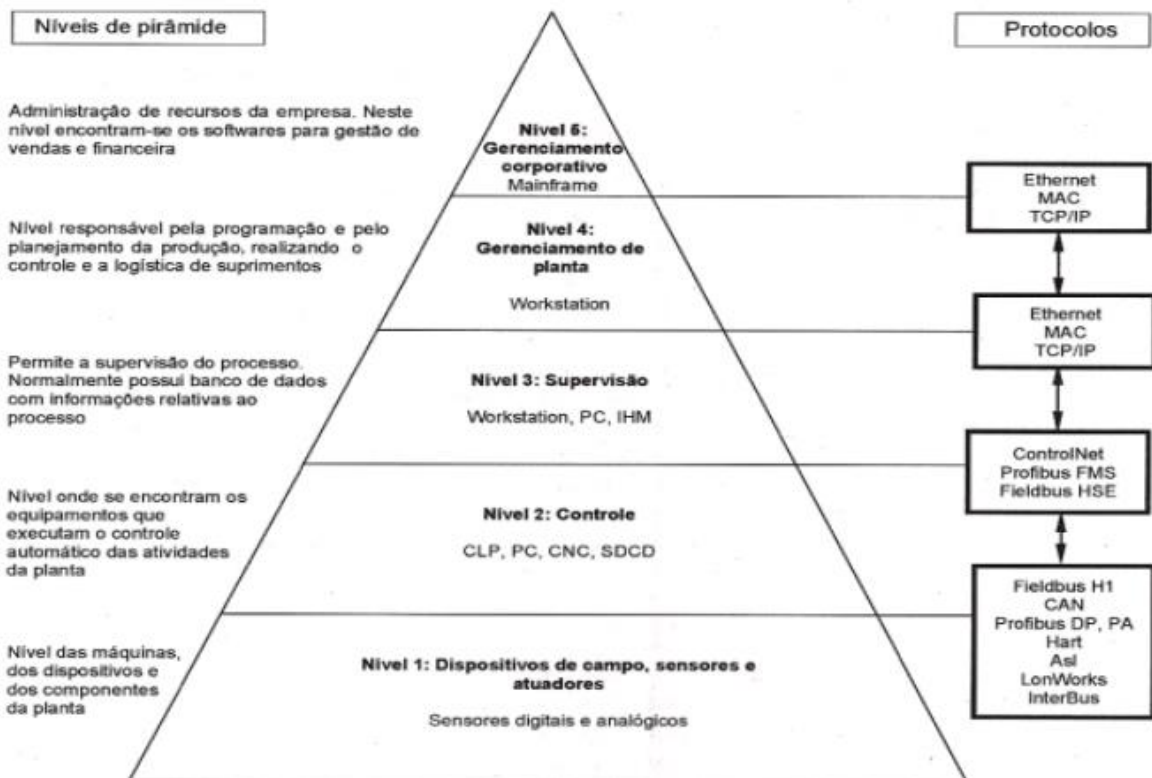 Níveis de pirâmide
Protocolos
Administração de recursos da empresa. Neste
nível encontram-se os softwares para gestão de
vendas e financeira
Nível 5:
Gerenciamento
corporativo
Mainframe
Ethernet
MAC
TCP/IP
Nível responsável pela programação e pelo
planejamento da produção, realizando o
controle e a logística de suprimentos
Nível 4:
Gerenciamento de
planta
Workstation
Ethernet
MAC
TCP/IP
Permite a supervisão do processo.
Normalmente possui banco de dados
com informações relativas ao
processo
Nível 3: Supervisão
Workstation, PC, IHM
ControlNet
Profibus FMS
Fieldbus HSE
Nível onde se encontram os
equipamentos que
executam o controle
automático das atividades
da planta
Nível 2: Controle
CLP, PC, CNC, SDCD
Fieldbus H1
CAN
Profibus DP, PA
Hart
AsI
LonWorks
InterBus
Nível das máquinas,
dos dispositivos e
dos componentes
da planta
Nível 1: Dispositivos de campo, sensores e
atuadores
Sensores digitais e analógicos